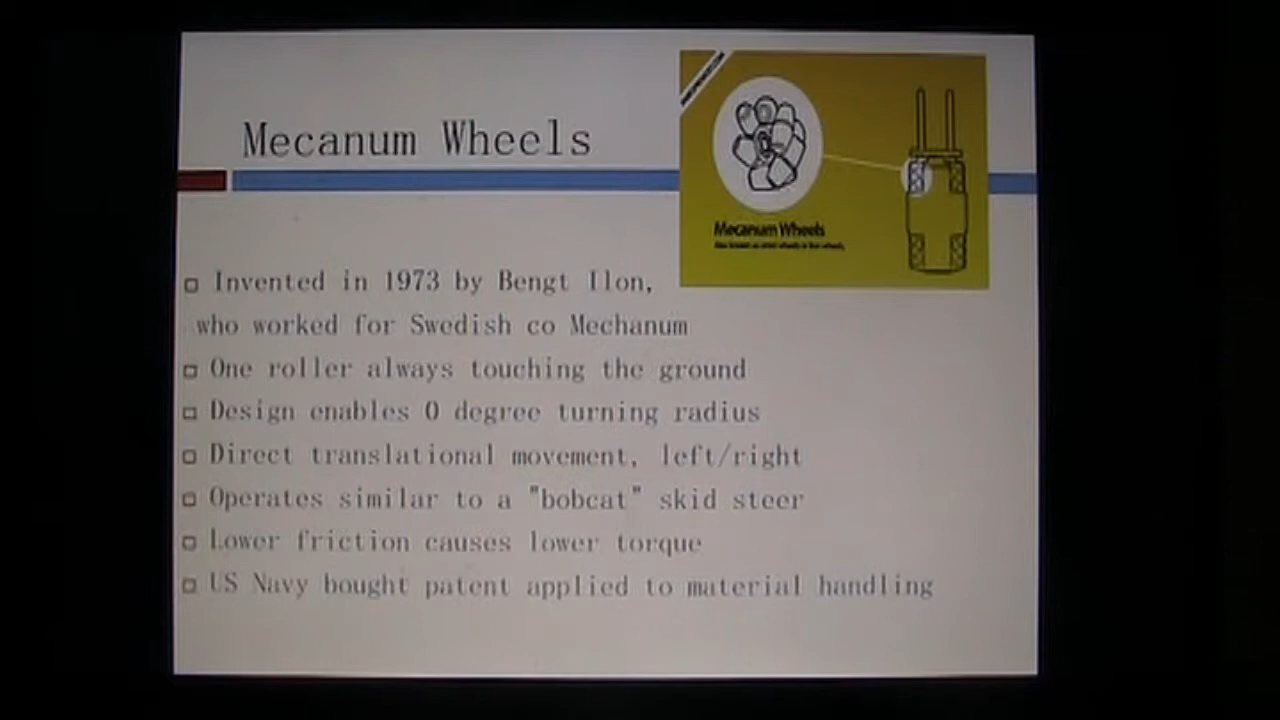 Mecanum Wheels
Mecanum Wheels
Invented in 1973 by Bengt Ilon,
who worked for Swedish co Mechanum
One roller always touching the ground
Design enables 0 degree turning radius
Direct translational movement, left/right
Operates similar to a "bobcat" skid steer
Lower friction causes lower torque
US Navy bought patent applied to material handling